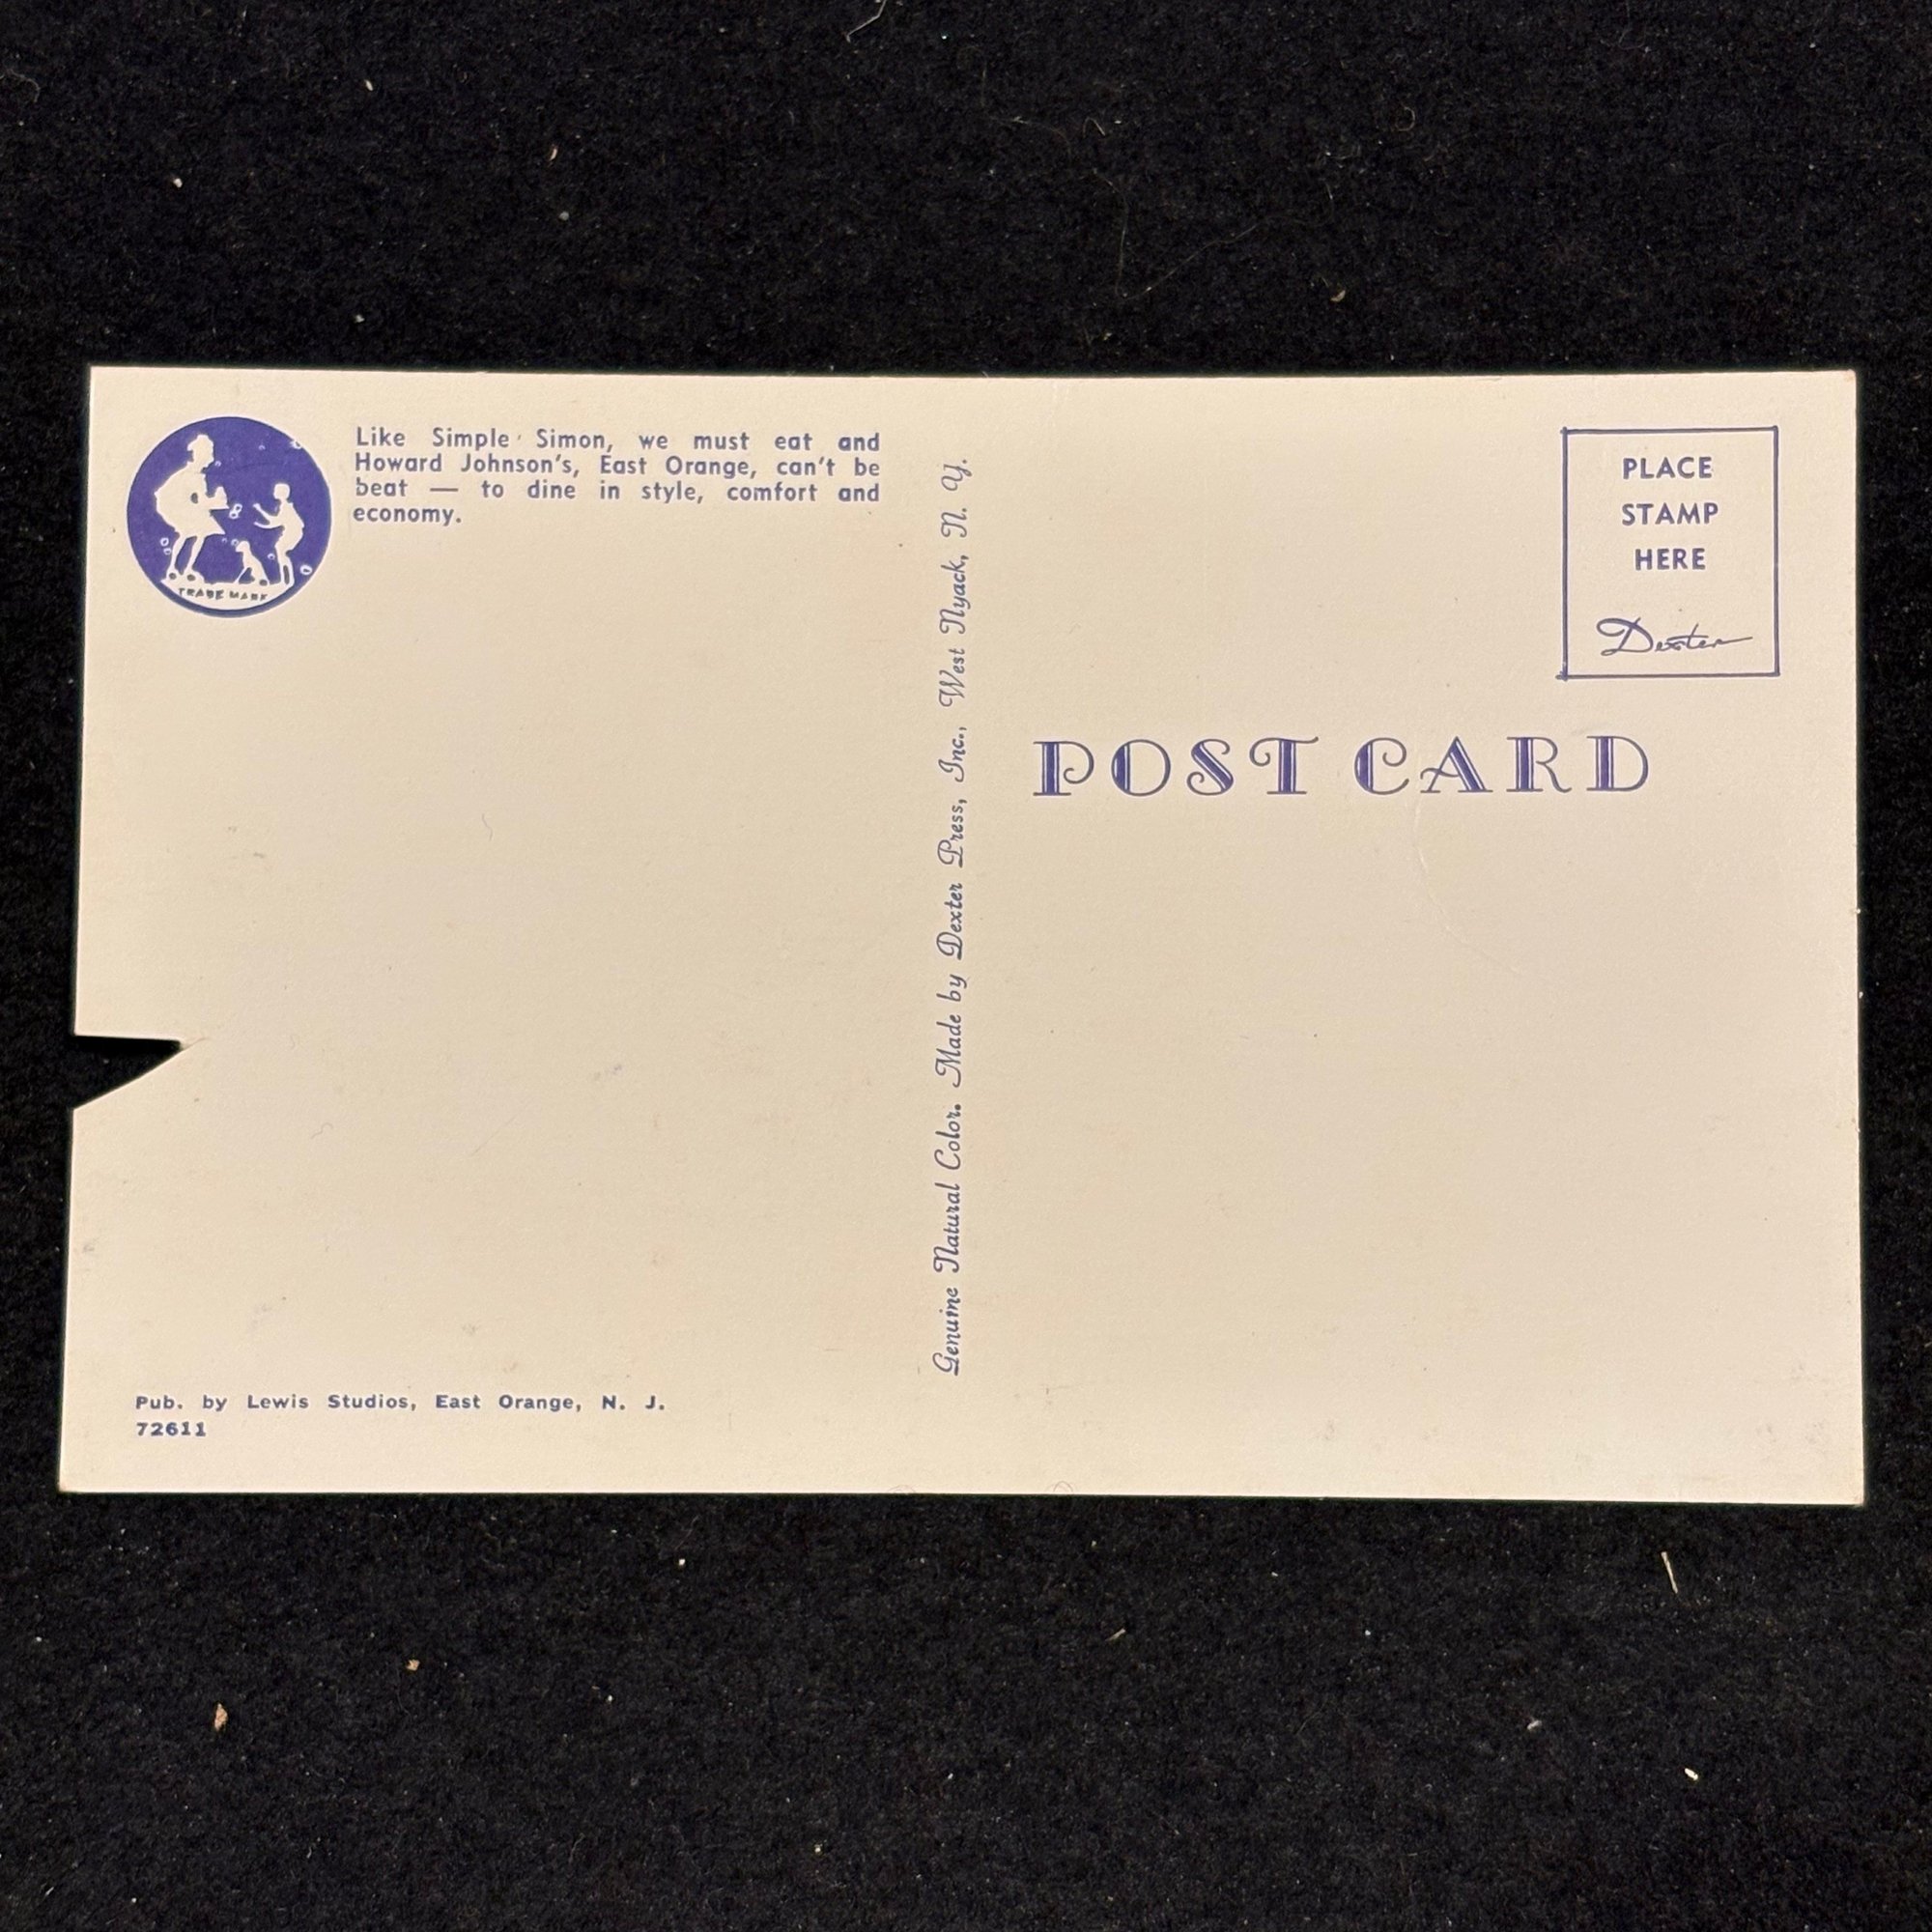 TRADE MARK
Like Simple Simon, we must eat and
Howard Johnson's, East Orange, can't be
beat — to dine in style, comfort and
economy.
Pub. by Lewis Studios, East Orange, N. J.
72611
Genuine Natural Color. Made by Dexter Press, Inc., West Nyack, N. Y.
PLACE
STAMP
HERE
Dexter
POST CARD